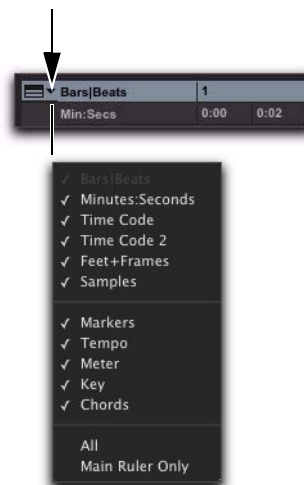 Bars|Beats 1
Min:Secs 0:00 0:02
✓ Bars|Beats
✓ Minutes:Seconds
✓ Time Code
✓ Time Code 2
✓ Feet+Frames
✓ Samples
✓ Markers
✓ Tempo
✓ Meter
✓ Key
✓ Chords
All
Main Ruler Only